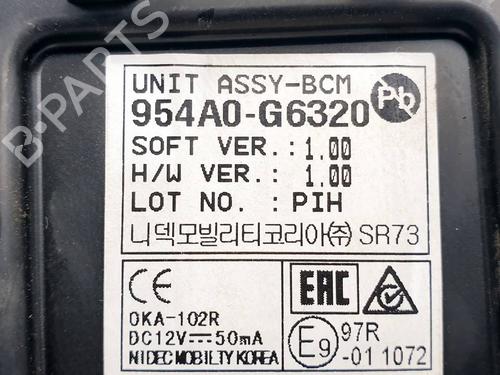 UNIT ASSY-BCM
954A0-G6320
Pb
SOFT VER.: 1.00
H/W VER.: 1.00
LOT NO. : PIH
니덱모빌리티코리아㈜ SR73
CE
OKA-102R
DC12V⎓50mA
NIDEC MOBILTY KOREA
EAC
E9
97R
-01 1072
B-PARTS